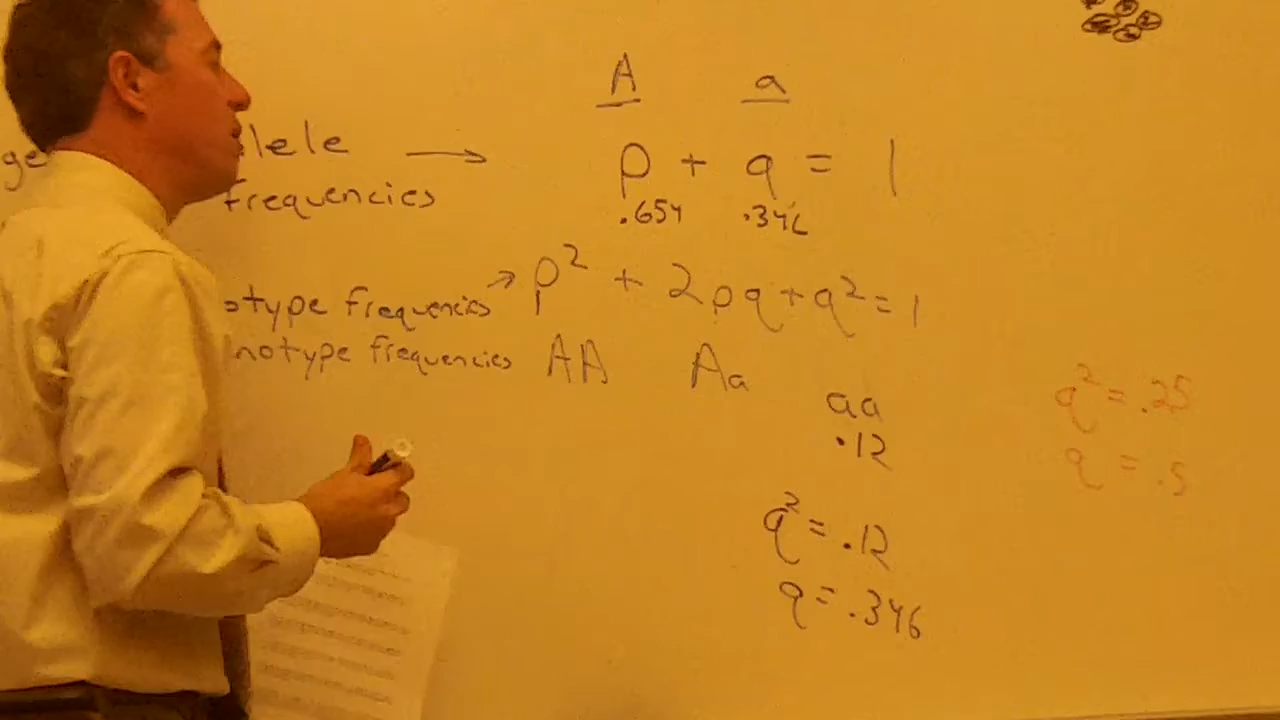 A a
ge lele → p + q = 1
frequencies .654 .346
otype frequencies → p² + 2pq + q² = 1
notype frequencies AA Aa
aa
.12
q² = .25
q = .5
q² = .12
q = .346